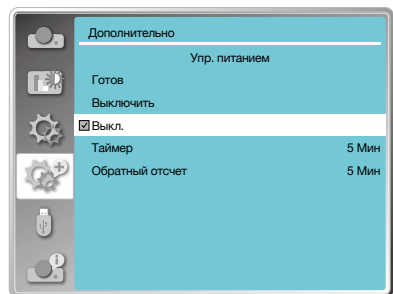 Дополнительно
Упр. питанием
Готов
Выключить
Выкл.
Таймер 5 Мин
Обратный отсчет 5 Мин